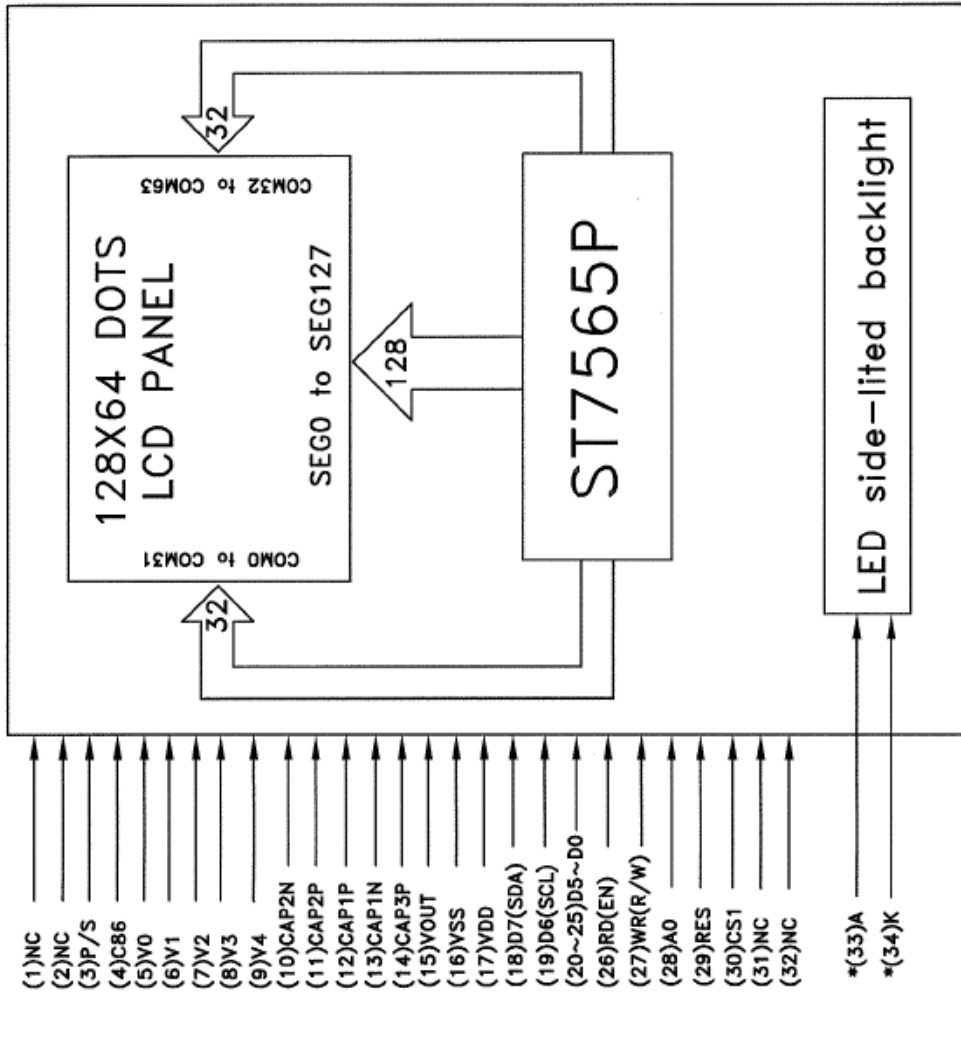 32
COM32 to COM63
128X64 DOTS
LCD PANEL
SEG0 to SEG127
COM0 to COM31
32
128
ST7565P
LED side-lited backlight
(1)NC
(2)NC
(3)P/S
(4)C86
(5)V0
(6)V1
(7)V2
(8)V3
(9)V4
(10)CAP2N
(11)CAP2P
(12)CAP1P
(13)CAP1N
(14)CAP3P
(15)VOUT
(16)VSS
(17)VDD
(18)D7(SDA)
(19)D6(SCL)
(20~25)D5~D0
(26)RD(EN)
(27)WR(R/W)
(28)A0
(29)RES
(30)CS1
(31)NC
(32)NC
*(33)A
*(34)K